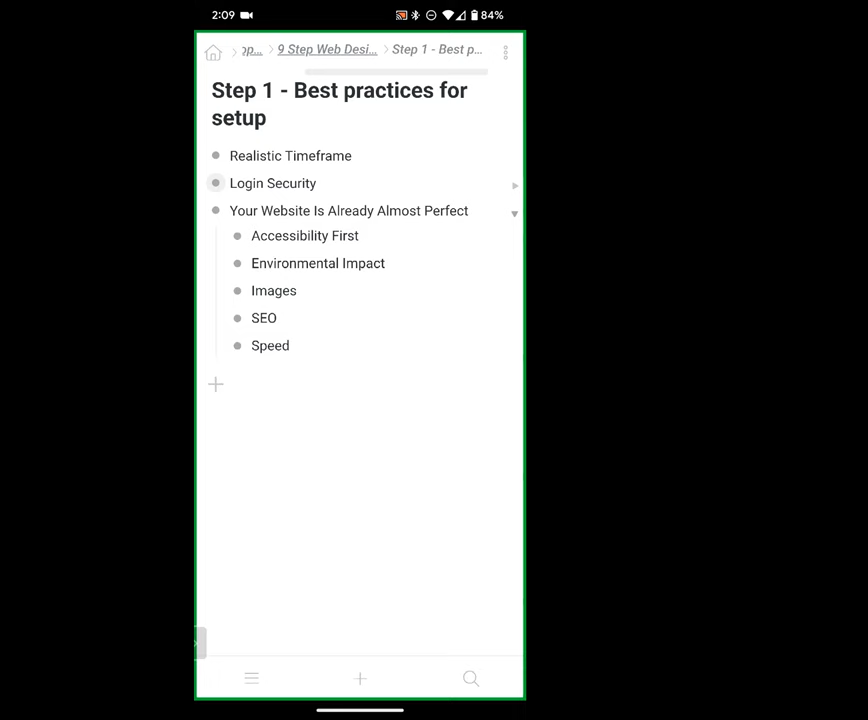 2:09 84%
op... 9 Step Web Desi... Step 1 - Best p...
Step 1 - Best practices for
setup
Realistic Timeframe
Login Security
Your Website Is Already Almost Perfect
Accessibility First
Environmental Impact
Images
SEO
Speed